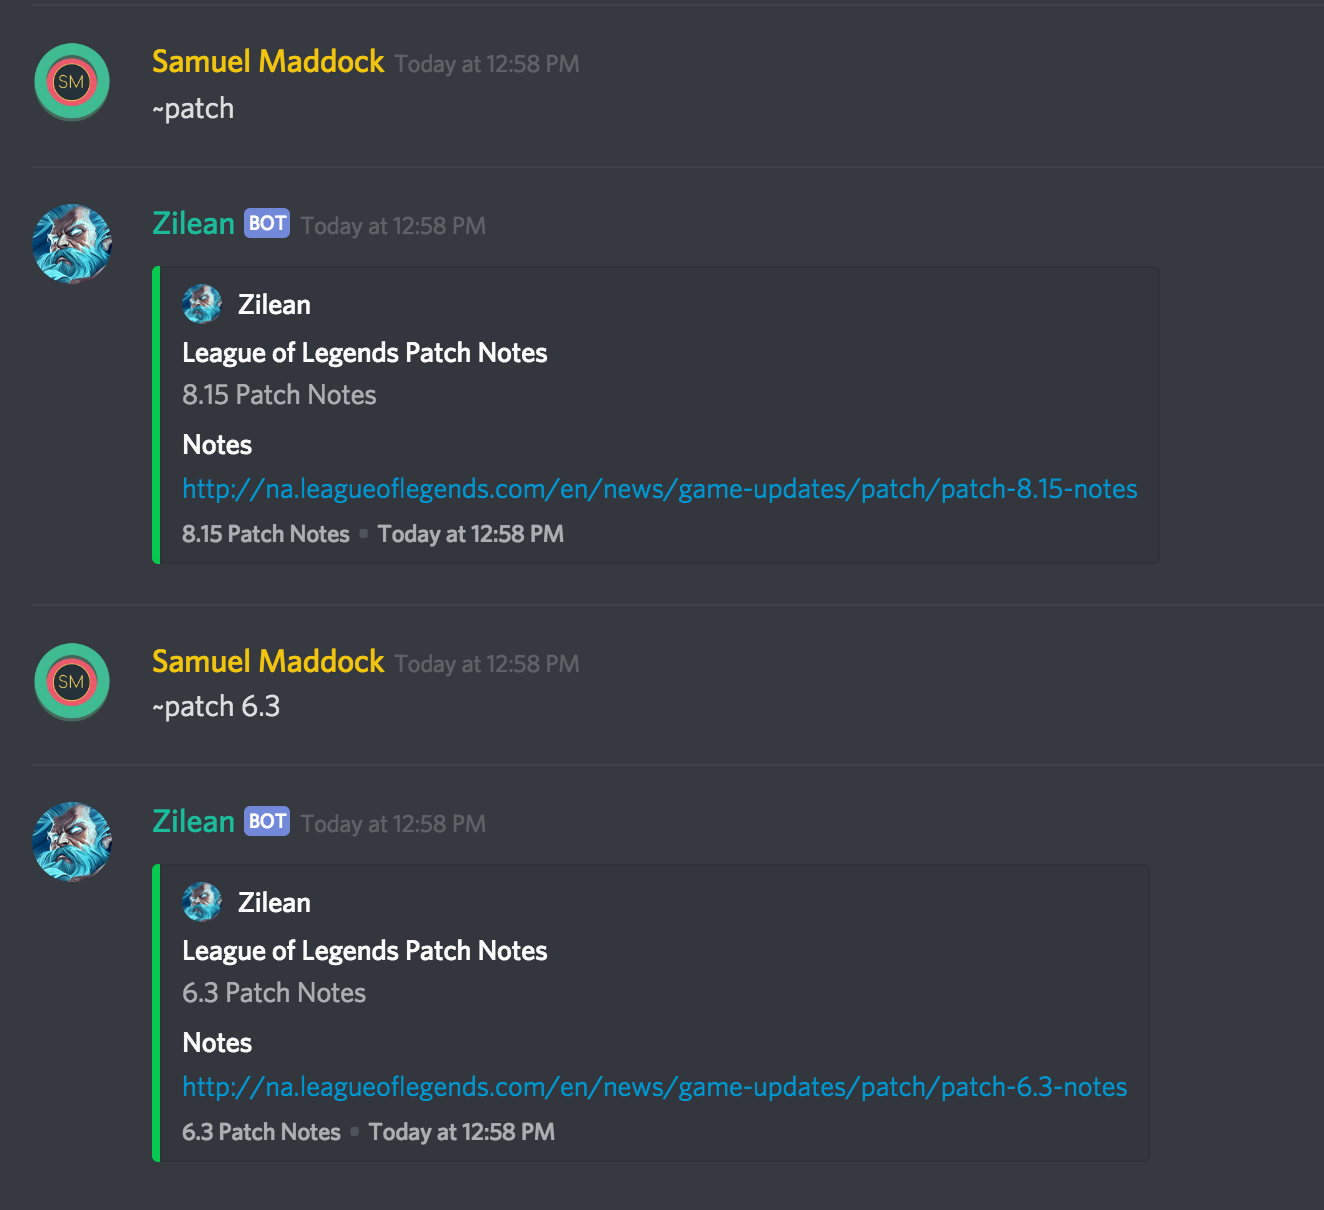 SM
Samuel Maddock Today at 12:58 PM
~patch
Zilean BOT Today at 12:58 PM
Zilean
League of Legends Patch Notes
8.15 Patch Notes
Notes
http://na.leagueoflegends.com/en/news/game-updates/patch/patch-8.15-notes
8.15 Patch Notes Today at 12:58 PM
SM
Samuel Maddock Today at 12:58 PM
~patch 6.3
Zilean BOT Today at 12:58 PM
Zilean
League of Legends Patch Notes
6.3 Patch Notes
Notes
http://na.leagueoflegends.com/en/news/game-updates/patch/patch-6.3-notes
6.3 Patch Notes Today at 12:58 PM